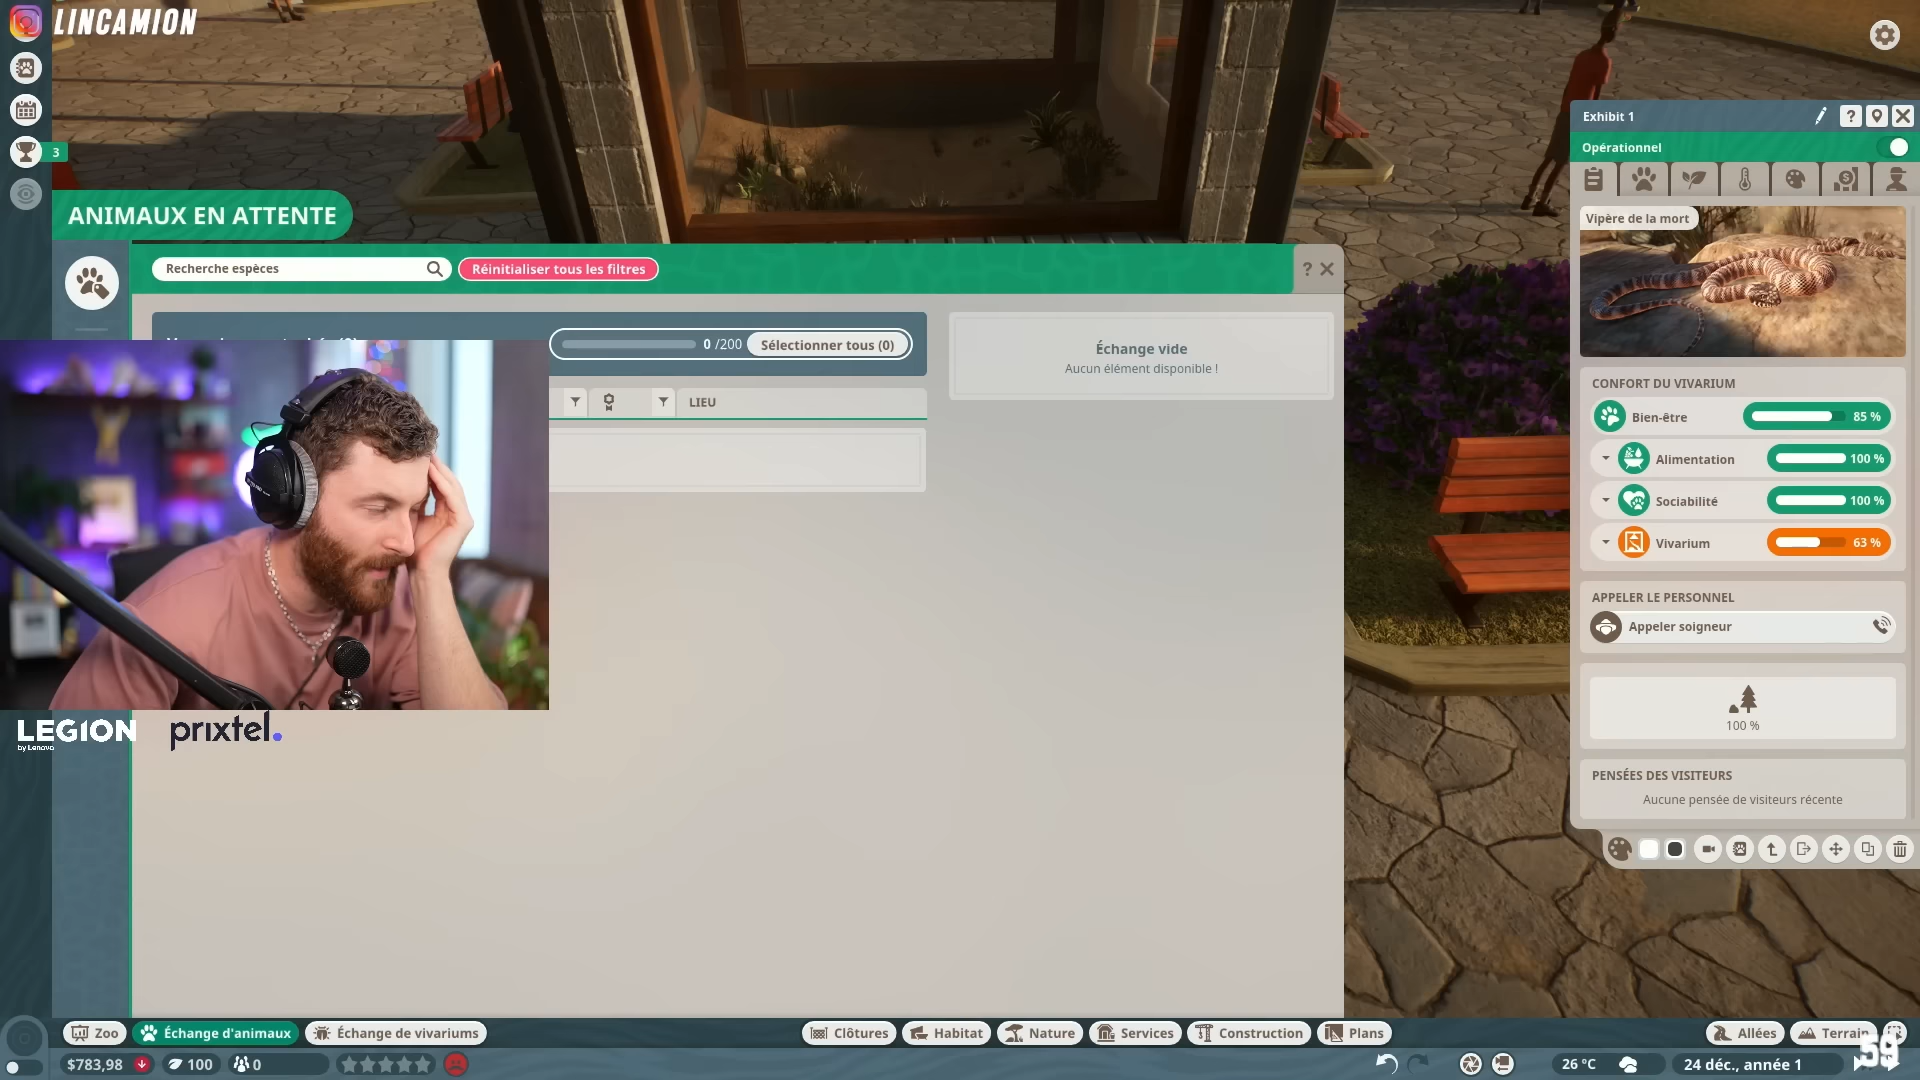 LINCAMION
3
ANIMAUX EN ATTENTE
Recherche espèces
Réinitialiser tous les filtres
?
0 /200
Sélectionner tous (0)
LIEU
Échange vide
Aucun élément disponible !
LEGION
by Lenovo
prixtel.
Exhibit 1
?
Opérationnel
Vipère de la mort
CONFORT DU VIVARIUM
Bien-être
85 %
Alimentation
100 %
Sociabilité
100 %
Vivarium
63 %
APPELER LE PERSONNEL
Appeler soigneur
100 %
PENSÉES DES VISITEURS
Aucune pensée de visiteurs récente
Zoo
Échange d'animaux
Échange de vivariums
Clôtures
Habitat
Nature
Services
Construction
Plans
Allées
Terrain
$783,98
100
0
26 °C
24 déc., année 1
59